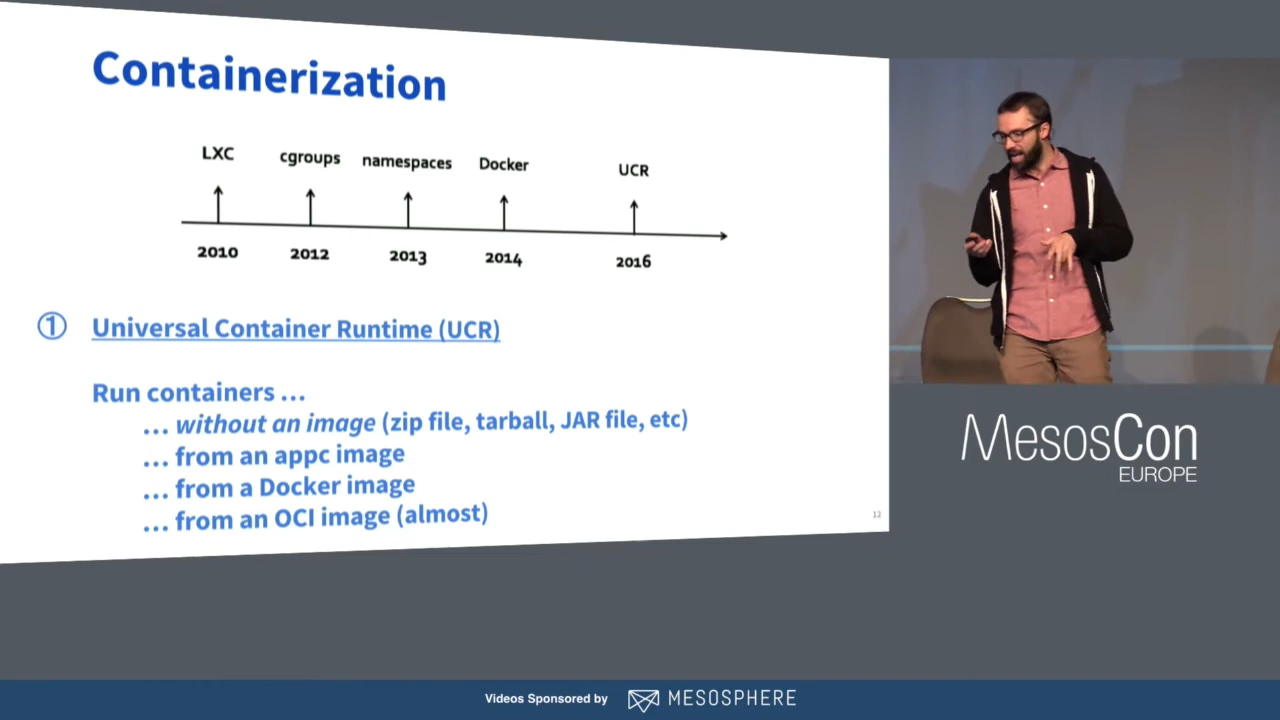 Containerization
LXC cgroups namespaces Docker UCR
2010 2012 2013 2014 2016
① Universal Container Runtime (UCR)
Run containers ...
... without an image (zip file, tarball, JAR file, etc)
... from an appc image
... from a Docker image
... from an OCI image (almost)
12
MesosCon
EUROPE
Videos Sponsored by MESOSPHERE